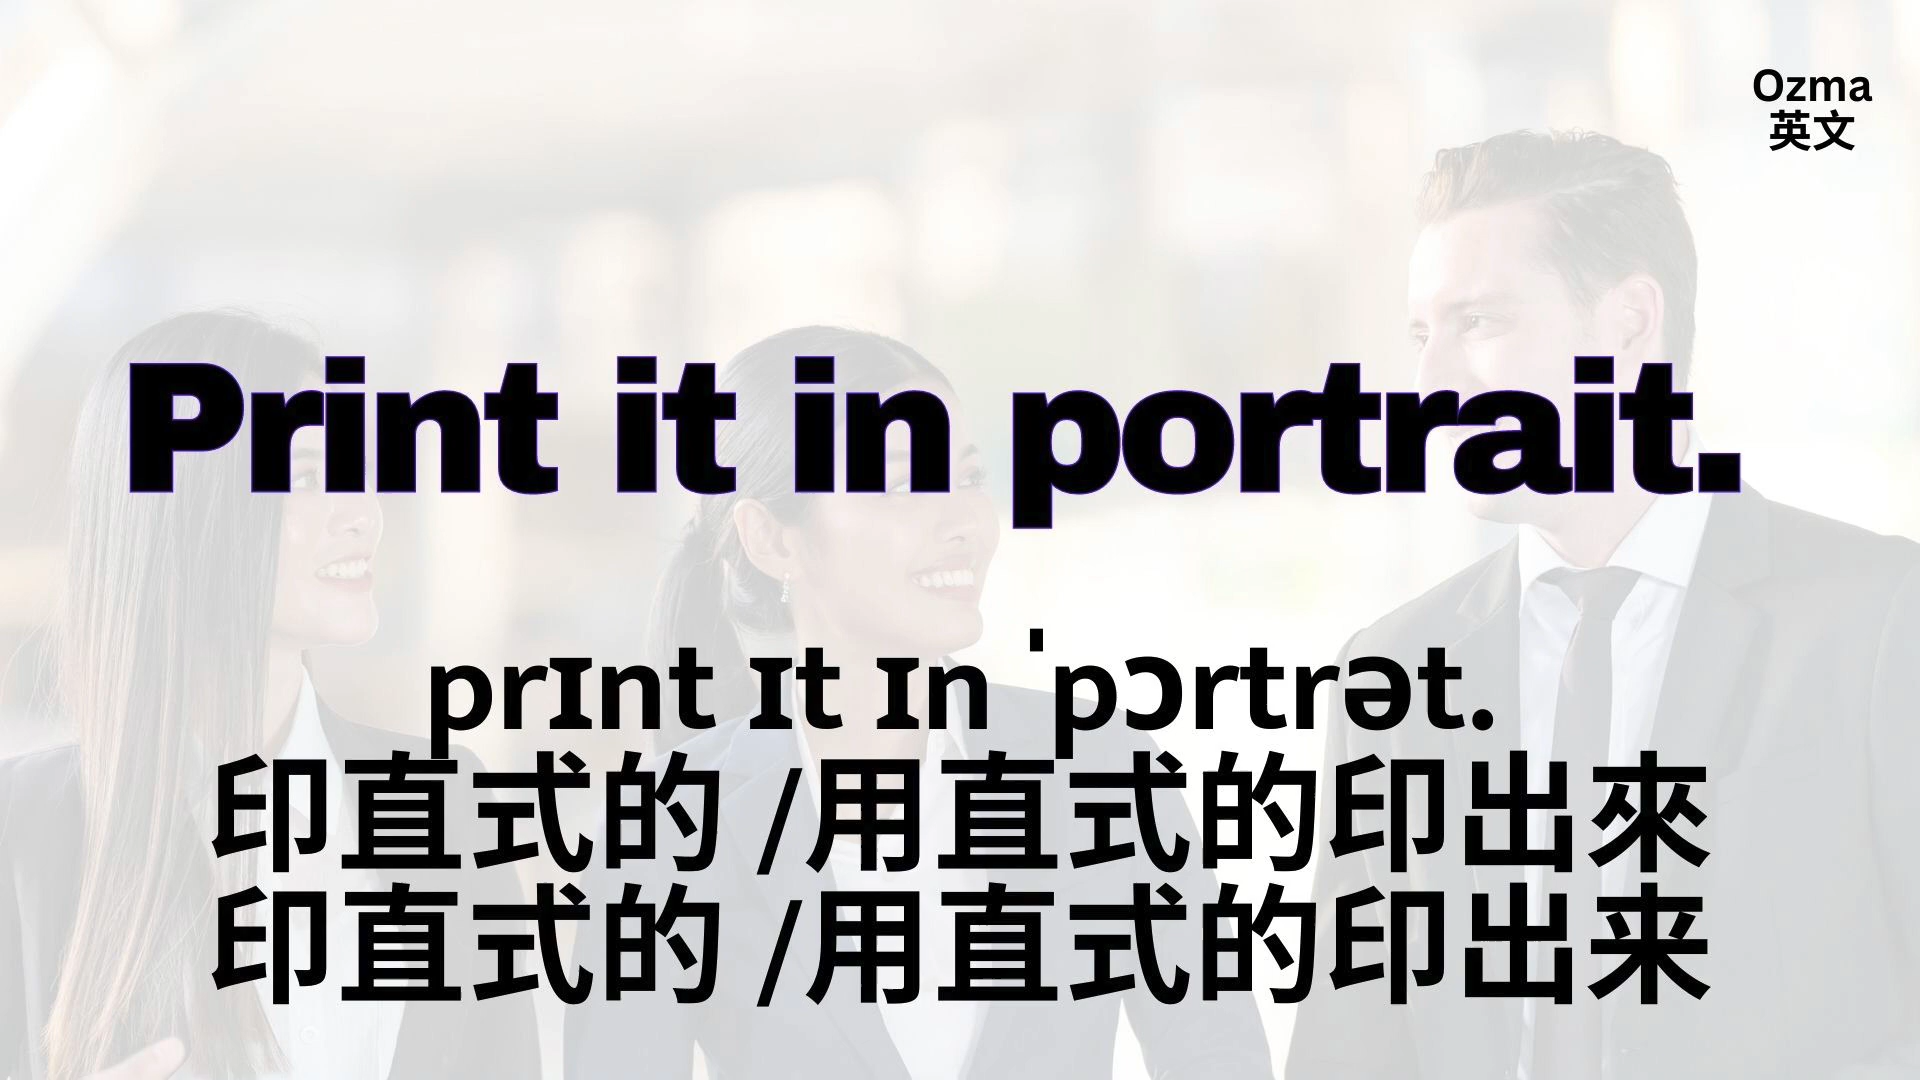 Ozma
英文
Print it in portrait.
prɪnt ɪt ɪn ˈpɔrtrət.
印直式的 /用直式的印出來
印直式的 /用直式的印出来